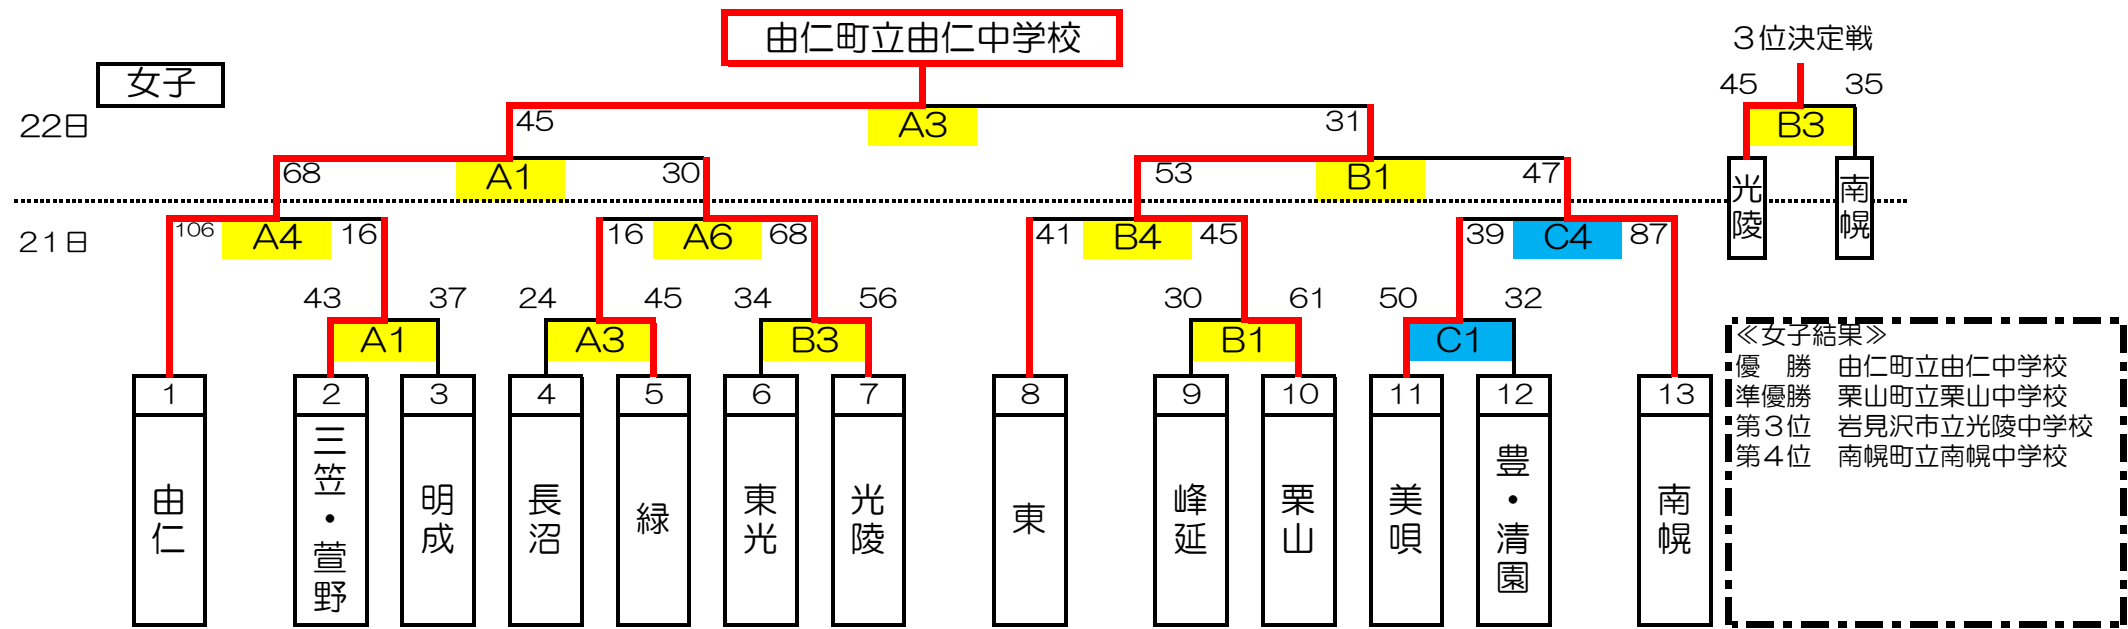 由仁町立由仁中学校
3位決定戦
女子
45 35
22日
45 A3 31
B3
68 A1 30
53 B1 47
光陵
南幌
21日
106 A4 16
16 A6 68
41 B4 45
39 C4 87
43 37
24 45
34 56
30 61
50 32
A1
A3
B3
B1
C1
1 2 3 4 5 6 7 8 9 10 11 12 13
由仁
三笠・萱野
明成
長沼
緑
東光
光陵
東
峰延
栗山
美唄
豊・清園
南幌
≪女子結果≫
優 勝 由仁町立由仁中学校
準優勝 栗山町立栗山中学校
第3位 岩見沢市立光陵中学校
第4位 南幌町立南幌中学校